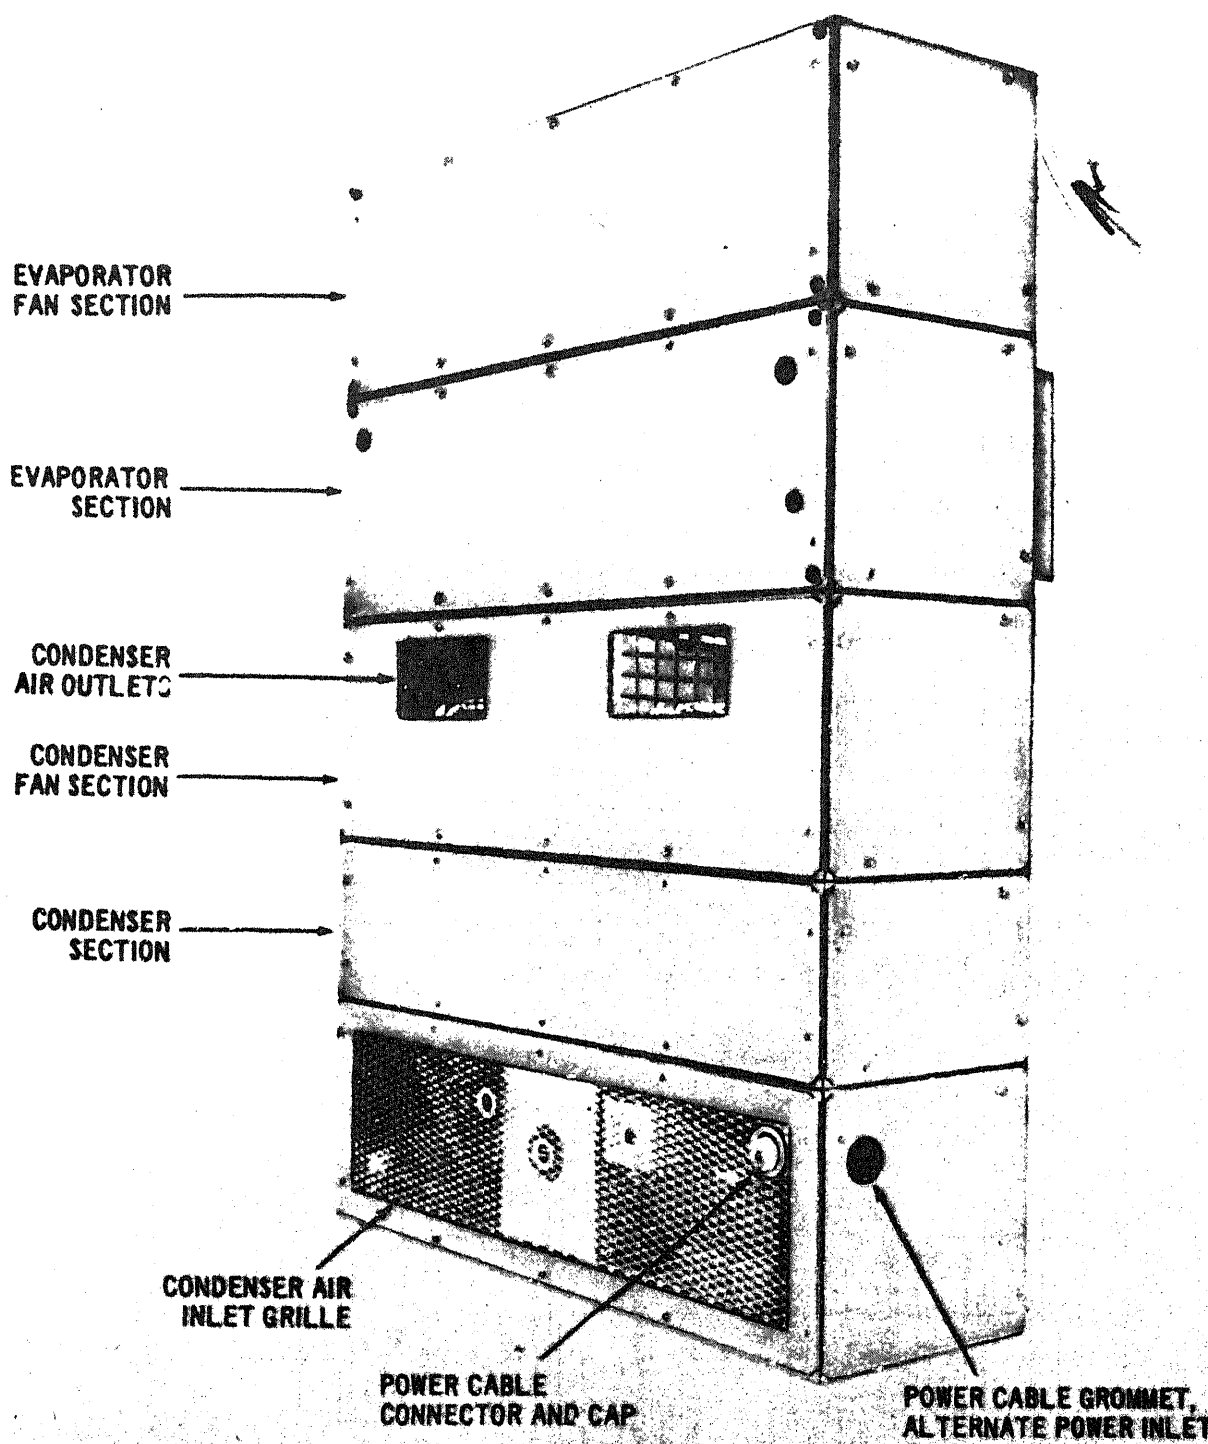 EVAPORATOR
FAN SECTION
EVAPORATOR
SECTION
CONDENSER
AIR OUTLETS
CONDENSER
FAN SECTION
CONDENSER
SECTION
CONDENSER AIR
INLET GRILLE
POWER CABLE
CONNECTOR AND CAP
POWER CABLE GROMMET,
ALTERNATE POWER INLET